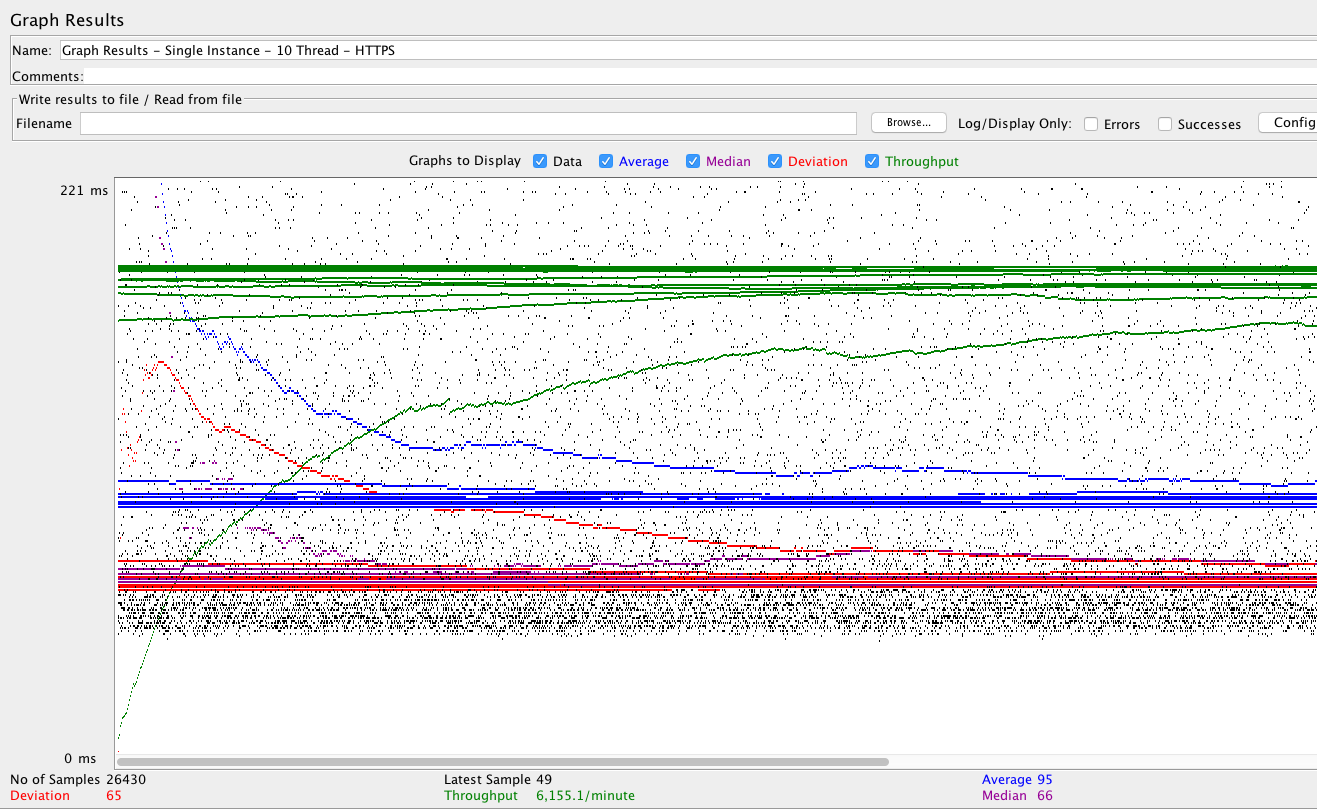 Graph Results
Name: Graph Results - Single Instance - 10 Thread - HTTPS
Comments:
Write results to file / Read from file
Filename Browse... Log/Display Only: Errors Successes Config
Graphs to Display Data Average Median Deviation Throughput
221 ms
0 ms
No of Samples 26430 Latest Sample 49 Average 95
Deviation 65 Throughput 6,155.1/minute Median 66